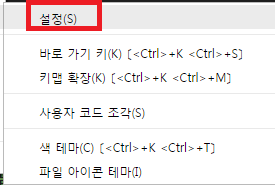 설정(S)
바로 가기 키(K) [<Ctrl>+K <Ctrl>+S]
키맵 확장(K) [<Ctrl>+K <Ctrl>+M]
사용자 코드 조각(S)
색 테마(C) [<Ctrl>+K <Ctrl>+T]
파일 아이콘 테마(I)